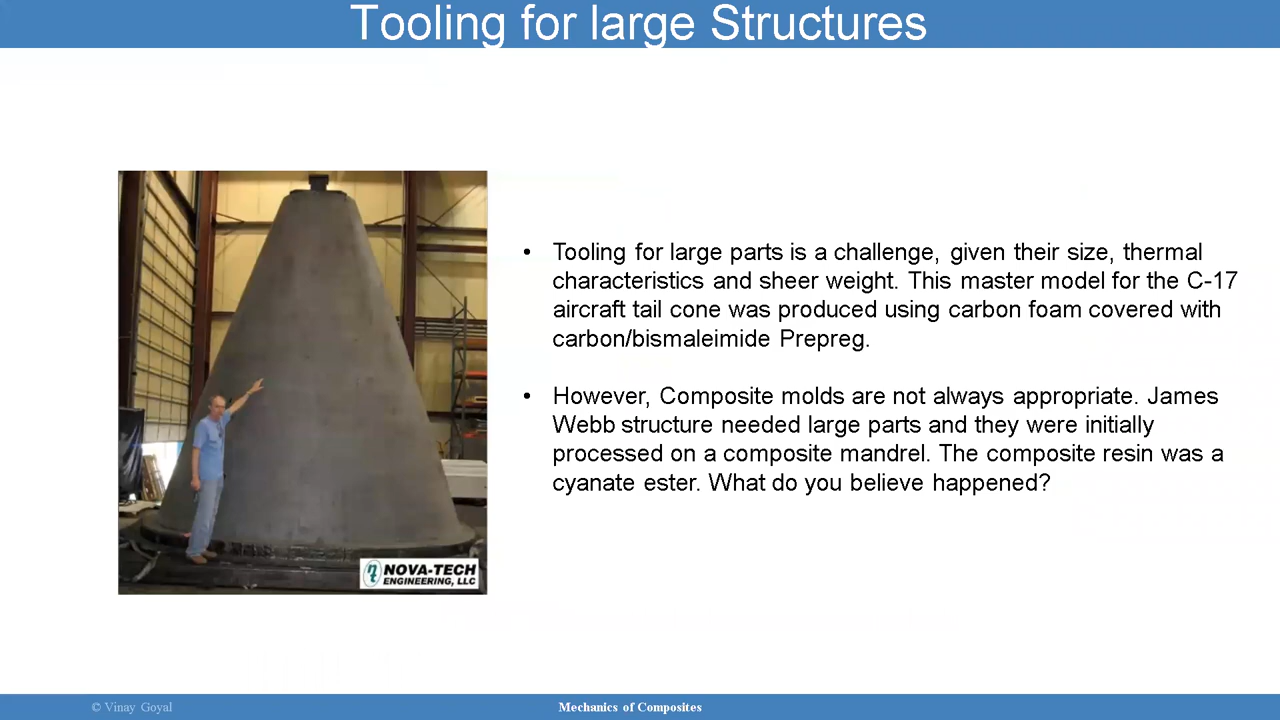 Tooling for large Structures
• Tooling for large parts is a challenge, given their size, thermal
characteristics and sheer weight. This master model for the C-17
aircraft tail cone was produced using carbon foam covered with
carbon/bismaleimide Prepreg.
• However, Composite molds are not always appropriate. James
Webb structure needed large parts and they were initially
processed on a composite mandrel. The composite resin was a
cyanate ester. What do you believe happened?
NOVA-TECH
ENGINEERING, LLC
© Vinay Goyal
Mechanics of Composites